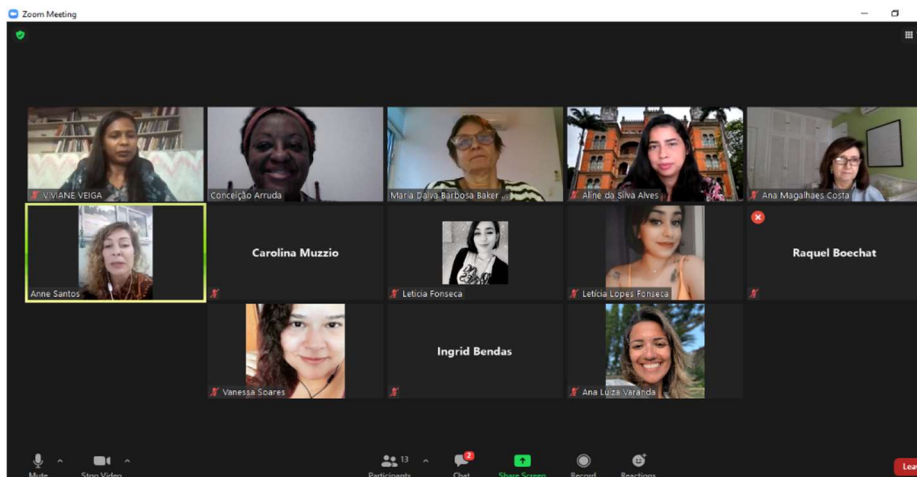 Zoom Meeting
VIVIANE VEIGA
Conceição Arruda
Maria Dalva Barbosa Baker
Aline da Silva Alves
Ana Magalhaes Costa
Anne Santos
Carolina Muzzio
Leticia Fonseca
Letícia Lopes Fonseca
Raquel Boechat
Vanessa Soares
Ingrid Bendas
Ana Luiza Varanda
Mute
Stop Video
13
Participants
2
Chat
Share Screen
Record
Reactions
Lea